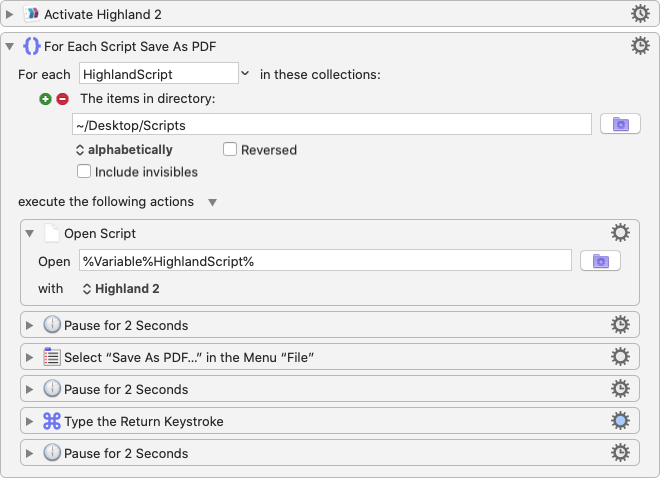 Activate Highland 2
For Each Script Save As PDF
For each HighlandScript in these collections:
The items in directory:
~/Desktop/Scripts
alphabetically Reversed
Include invisibles
execute the following actions
Open Script
Open %Variable%HighlandScript%
with Highland 2
Pause for 2 Seconds
Select “Save As PDF...” in the Menu “File”
Pause for 2 Seconds
Type the Return Keystroke
Pause for 2 Seconds